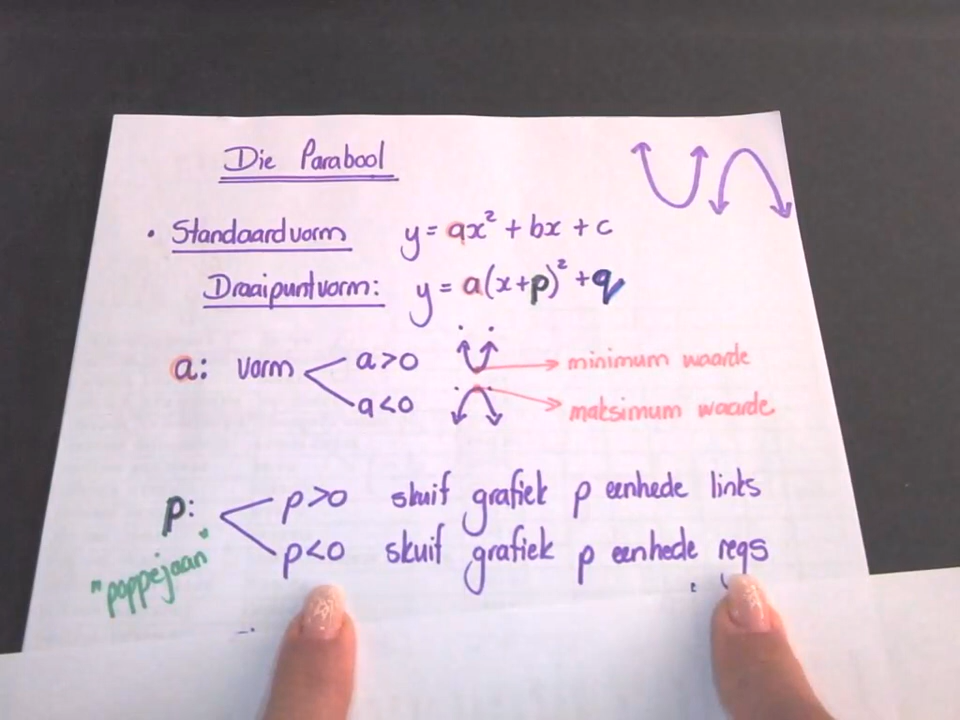 Die Parabool
• Standaardvorm y = ax² + bx + c
Draaipuntvorm: y = a(x+p)² + q
a: vorm a>0 minimum waarde
a<0 maksimum waarde
p: p>0 skuif grafiek p eenhede links
p<0 skuif grafiek p eenhede regs
"poppejaan"